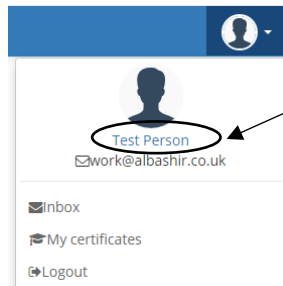 Test Person
work@albashir.co.uk
Inbox
My certificates
Logout